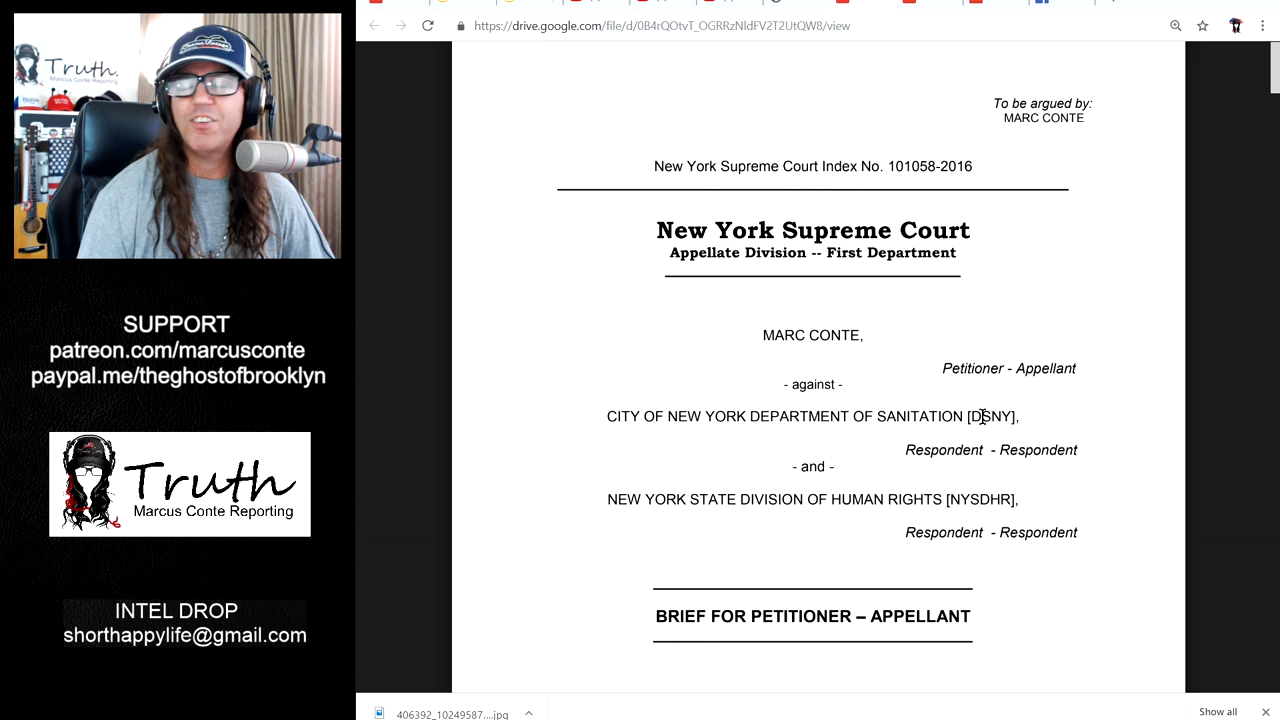 Truth.
Marcus Conte Reporting
SUPPORT
patreon.com/marcusconte
paypal.me/theghostofbrooklyn
Truth
Marcus Conte Reporting
INTEL DROP
shorthappylife@gmail.com
https://drive.google.com/file/d/0B4rQOtvT_OGRRzNldFV2T2UtQW8/view
To be argued by:
MARC CONTE
New York Supreme Court Index No. 101058-2016
New York Supreme Court
Appellate Division -- First Department
MARC CONTE,
Petitioner - Appellant
- against -
CITY OF NEW YORK DEPARTMENT OF SANITATION [DSNY],
Respondent - Respondent
- and -
NEW YORK STATE DIVISION OF HUMAN RIGHTS [NYSDHR],
Respondent - Respondent
BRIEF FOR PETITIONER – APPELLANT
406392_10249587....jpg
Show all